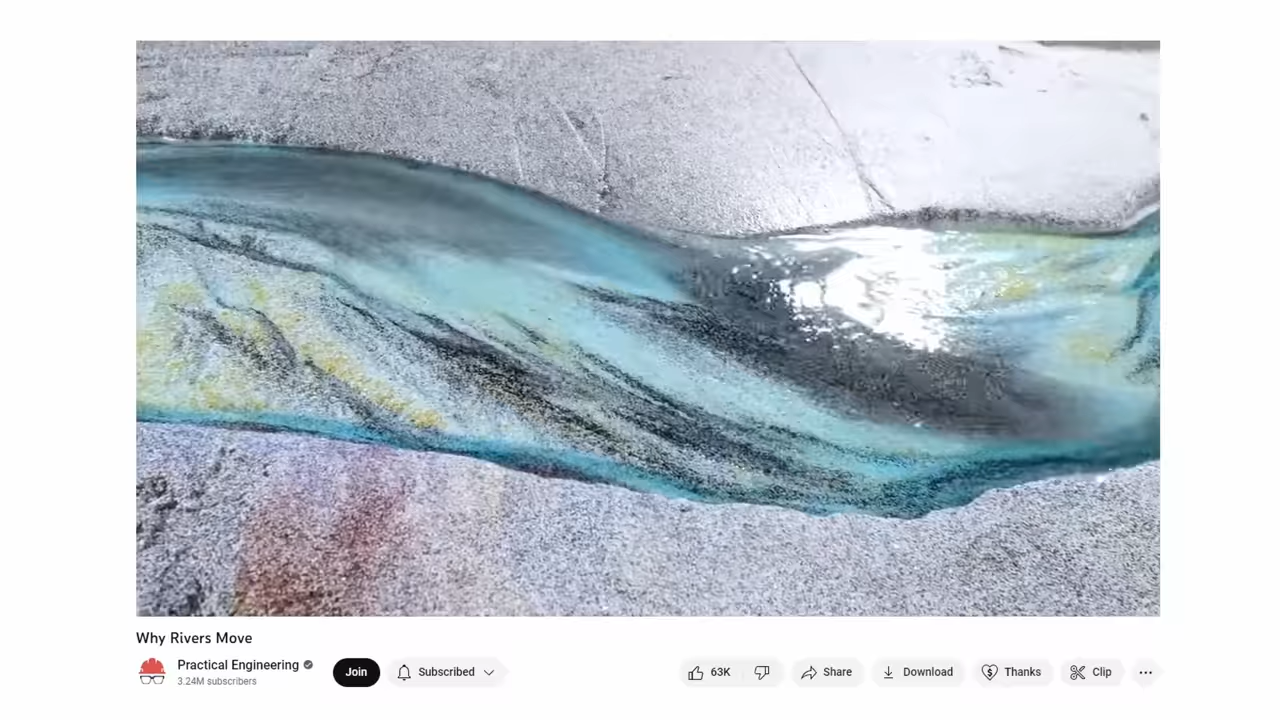 Why Rivers Move
Practical Engineering
3.24M subscribers
Join
Subscribed
63K
Share
Download
Thanks
Clip